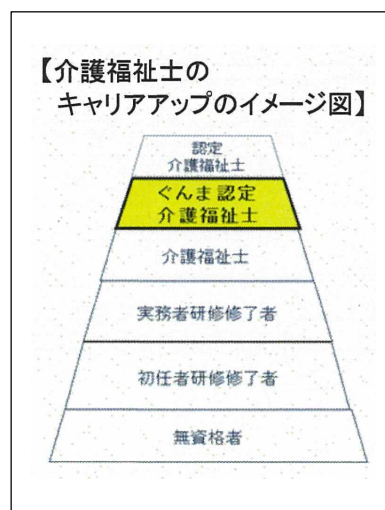 【介護福祉士の
キャリアアップのイメージ図】
認定
介護福祉士
ぐんま認定
介護福祉士
介護福祉士
実務者研修修了者
初任者研修修了者
無資格者